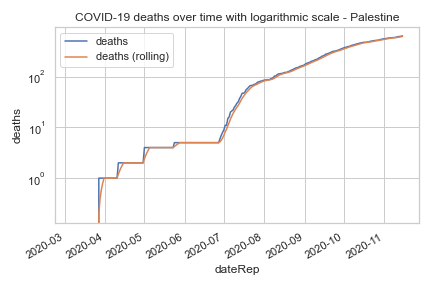 COVID-19 deaths over time with logarithmic scale - Palestine
deaths
deaths (rolling)
10²
10¹
10⁰
deaths
2020-03
2020-04
2020-05
2020-06
2020-07
2020-08
2020-09
2020-10
2020-11
dateRep